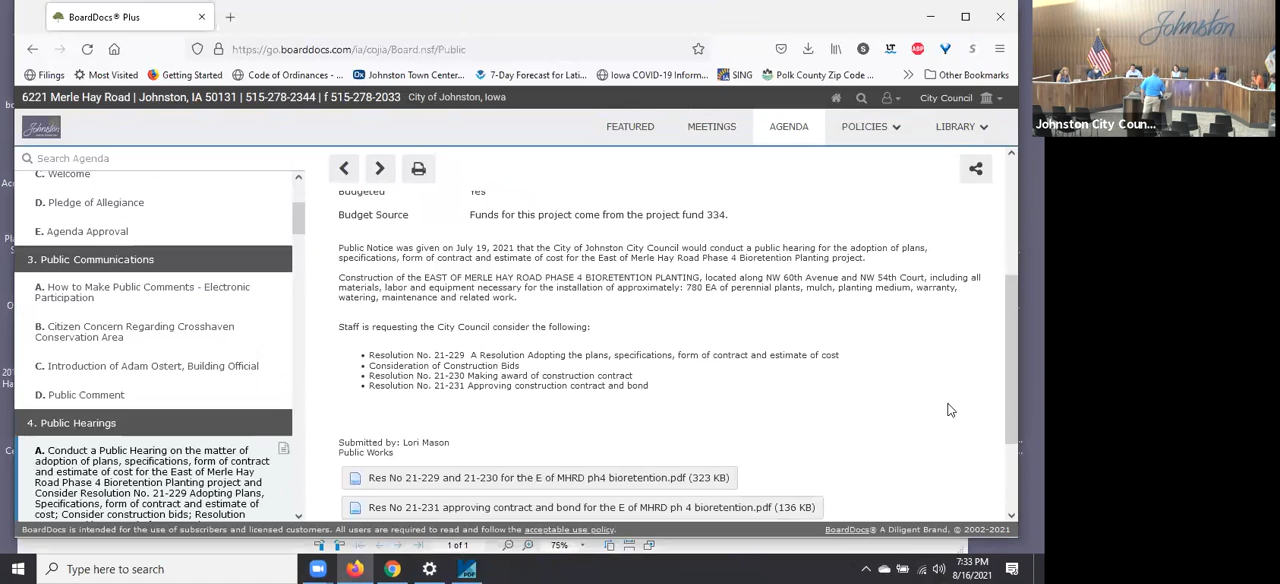 BoardDocs® Plus
https://go.boarddocs.com/ia/cojia/Board.nsf/Public
Filings Most Visited Getting Started Code of Ordinances -... Johnston Town Center... 7-Day Forecast for Lati... Iowa COVID-19 Inform... SING Polk County Zip Code ... Other Bookmarks
6221 Merle Hay Road | Johnston, IA 50131 | 515-278-2344 | f 515-278-2033 City of Johnston, Iowa City Council
Johnston FEATURED MEETINGS AGENDA POLICIES LIBRARY
Search Agenda
C. Welcome
D. Pledge of Allegiance
E. Agenda Approval
3. Public Communications
A. How to Make Public Comments - Electronic
Participation
B. Citizen Concern Regarding Crosshaven
Conservation Area
C. Introduction of Adam Ostert, Building Official
D. Public Comment
4. Public Hearings
A. Conduct a Public Hearing on the matter of
adoption of plans, specifications, form of contract
and estimate of cost for the East of Merle Hay
Road Phase 4 Bioretention Planting project and
Consider Resolution No. 21-229 Adopting Plans,
Specifications, form of contract and estimate of
cost; Consider construction bids; Resolution
Budgeted Yes
Budget Source Funds for this project come from the project fund 334.
Public Notice was given on July 19, 2021 that the City of Johnston City Council would conduct a public hearing for the adoption of plans,
specifications, form of contract and estimate of cost for the East of Merle Hay Road Phase 4 Bioretention Planting project.
Construction of the EAST OF MERLE HAY ROAD PHASE 4 BIORETENTION PLANTING, located along NW 60th Avenue and NW 54th Court, including all
materials, labor and equipment necessary for the installation of approximately: 780 EA of perennial plants, mulch, planting medium, warranty,
watering, maintenance and related work.
Staff is requesting the City Council consider the following:
• Resolution No. 21-229 A Resolution Adopting the plans, specifications, form of contract and estimate of cost
• Consideration of Construction Bids
• Resolution No. 21-230 Making award of construction contract
• Resolution No. 21-231 Approving construction contract and bond
Submitted by: Lori Mason
Public Works
Res No 21-229 and 21-230 for the E of MHRD ph4 bioretention.pdf (323 KB)
Res No 21-231 approving contract and bond for the E of MHRD ph 4 bioretention.pdf (136 KB)
BoardDocs is intended for the use of subscribers and licensed customers. All users are required to read and follow the acceptable use policy. BoardDocs® A Diligent Brand. © 2002-2021
1 of 1 75%
Type here to search
7:33 PM
8/16/2021
Johnston
Johnston City Coun...